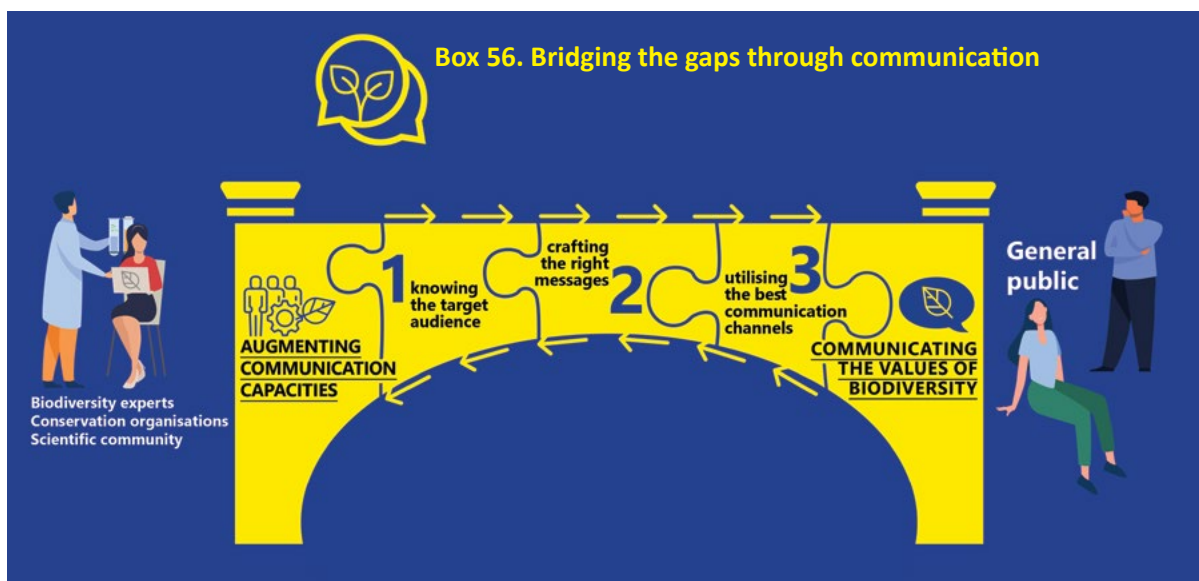 Box 56. Bridging the gaps through communication
Biodiversity experts
Conservation organisations
Scientific community
AUGMENTING
COMMUNICATION
CAPACITIES
1
knowing
the target
audience
crafting
the right
messages
2
3
utilising
the best
communication
channels
COMMUNICATING
THE VALUES OF
BIODIVERSITY
General
public